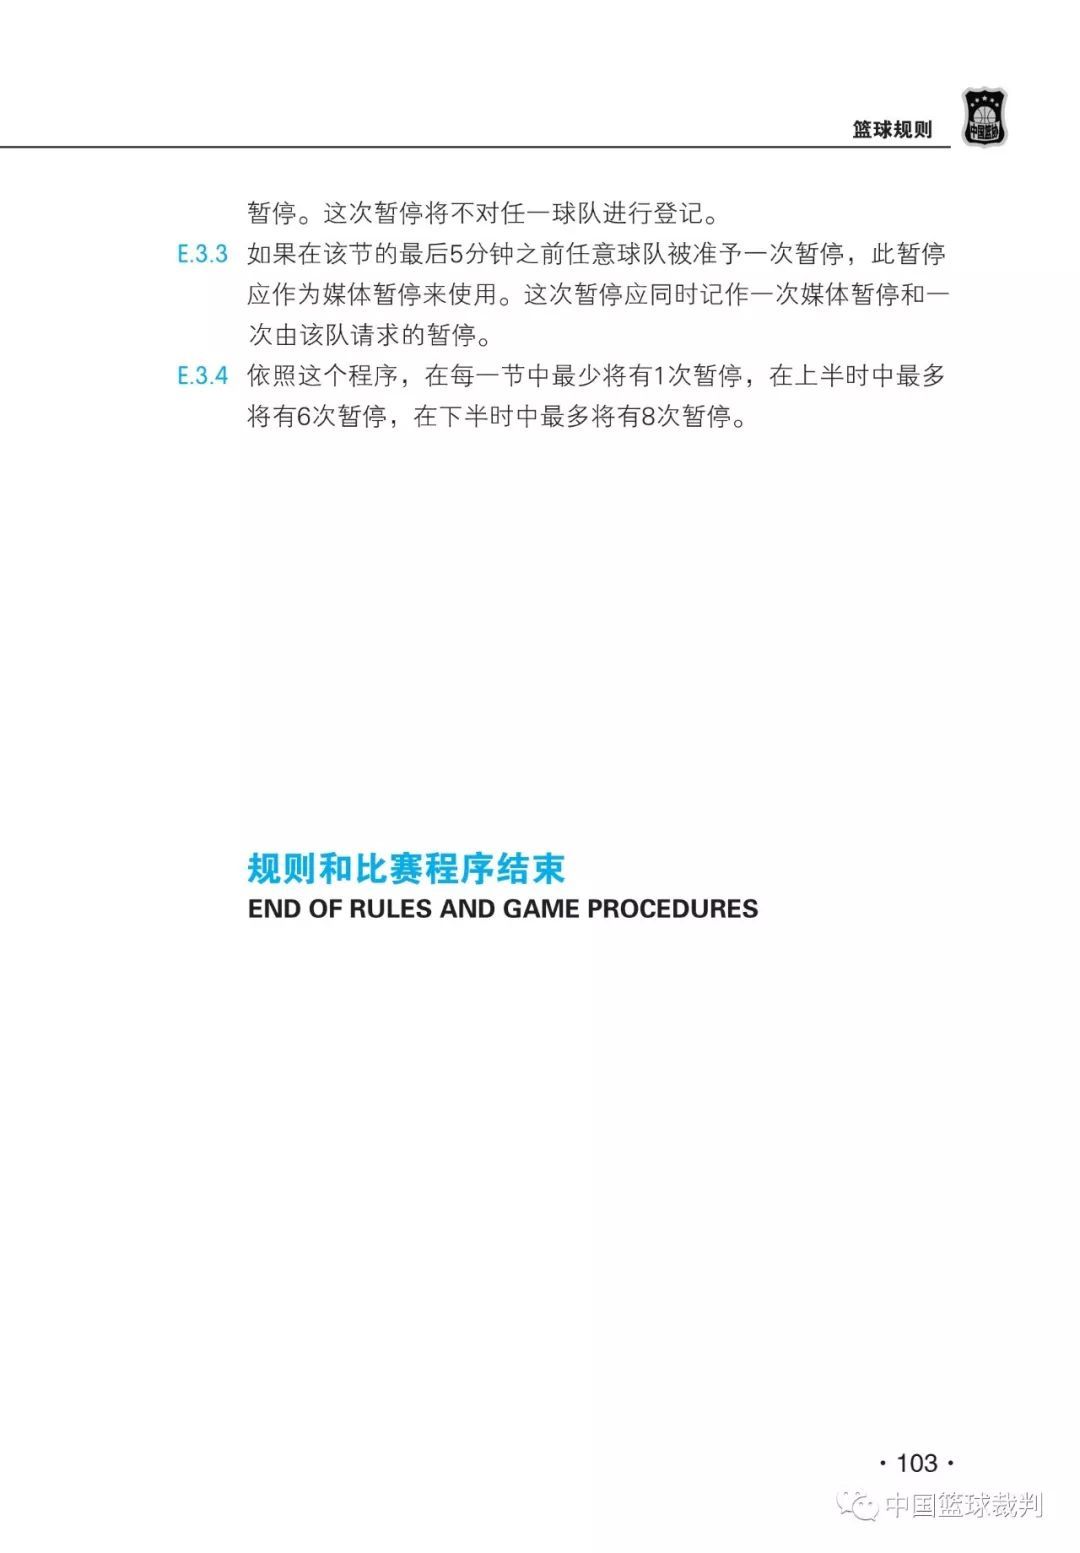 篮球规则
中国篮协
暂停。这次暂停将不对任一球队进行登记。
E.3.3 如果在该节的最后5分钟之前任意球队被准予一次暂停，此暂停
应作为媒体暂停来使用。这次暂停应同时记作一次媒体暂停和一
次由该队请求的暂停。
E.3.4 依照这个程序，在每一节中最少将有1次暂停，在上半时中最多
将有6次暂停，在下半时中最多将有8次暂停。
规则和比赛程序结束
END OF RULES AND GAME PROCEDURES
·103·
中国篮球裁判